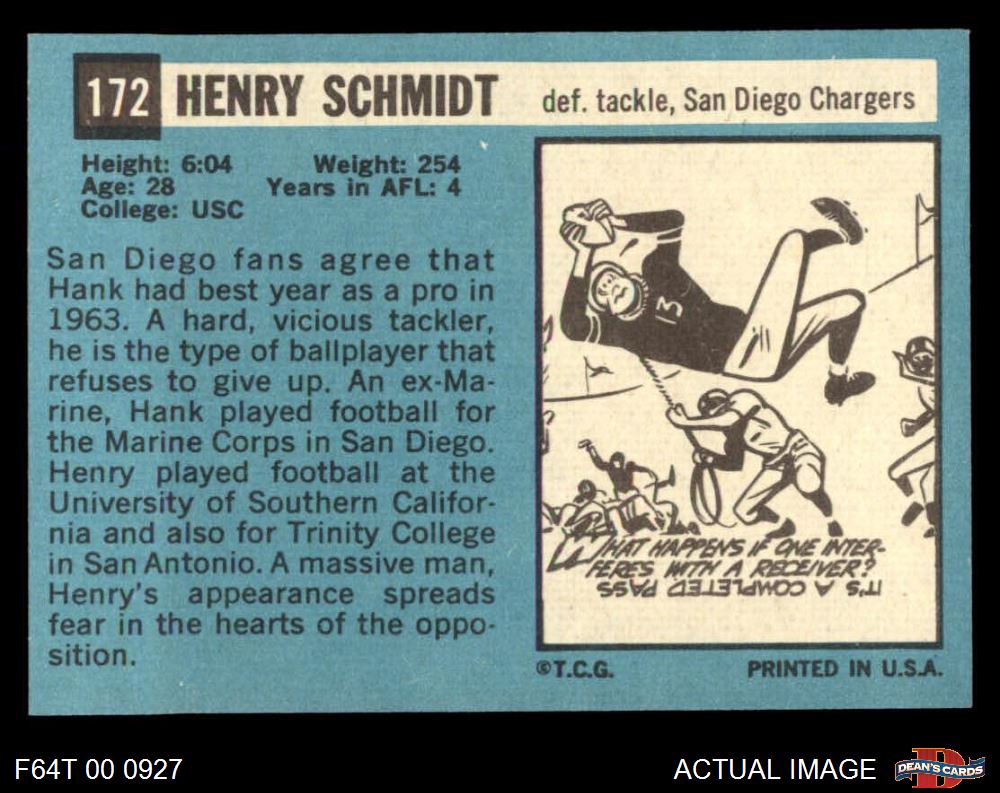 172 HENRY SCHMIDT def. tackle, San Diego Chargers
Height: 6:04 Weight: 254
Age: 28 Years in AFL: 4
College: USC
San Diego fans agree that
Hank had best year as a pro in
1963. A hard, vicious tackler,
he is the type of ballplayer that
refuses to give up. An ex-Ma-
rine, Hank played football for
the Marine Corps in San Diego.
Henry played football at the
University of Southern Califor-
nia and also for Trinity College
in San Antonio. A massive man,
Henry's appearance spreads
fear in the hearts of the oppo-
sition.
13
WHAT HAPPENS IF ONE INTER-
FERES WITH A RECEIVER?
IT'S A COMPLETED PASS
©T.C.G. PRINTED IN U.S.A.
F64T 00 0927 ACTUAL IMAGE DEAN'S CARDS